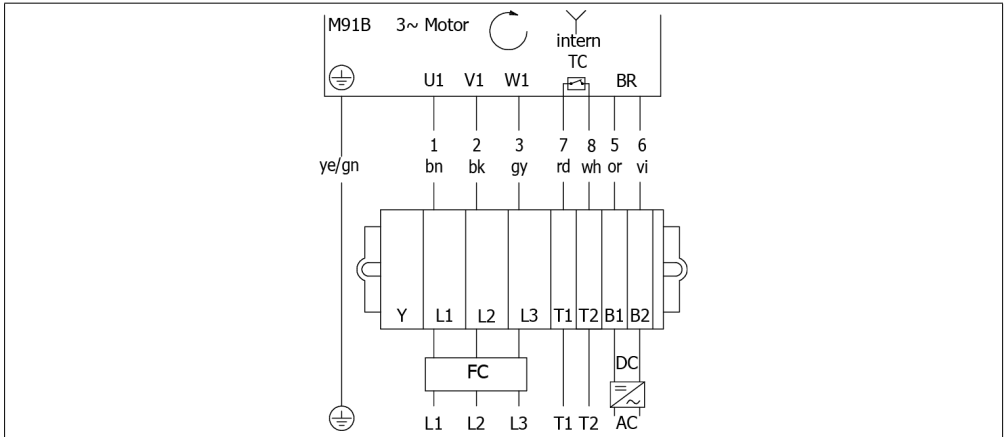 M91B 3~ Motor
intern
TC
U1 V1 W1 BR
1 2 3 7 8 5 6
ye/gn bn bk gy rd wh or vi
Y L1 L2 L3 T1 T2 B1 B2
FC DC
L1 L2 L3 T1 T2 AC